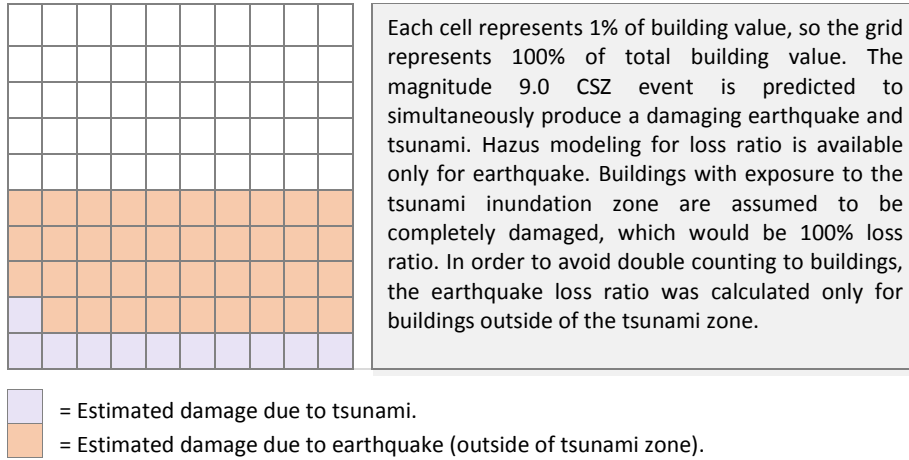 Each cell represents 1% of building value, so the grid
represents 100% of total building value. The
magnitude 9.0 CSZ event is predicted to
simultaneously produce a damaging earthquake and
tsunami. Hazus modeling for loss ratio is available
only for earthquake. Buildings with exposure to the
tsunami inundation zone are assumed to be
completely damaged, which would be 100% loss
ratio. In order to avoid double counting to buildings,
the earthquake loss ratio was calculated only for
buildings outside of the tsunami zone.
= Estimated damage due to tsunami.
= Estimated damage due to earthquake (outside of tsunami zone).